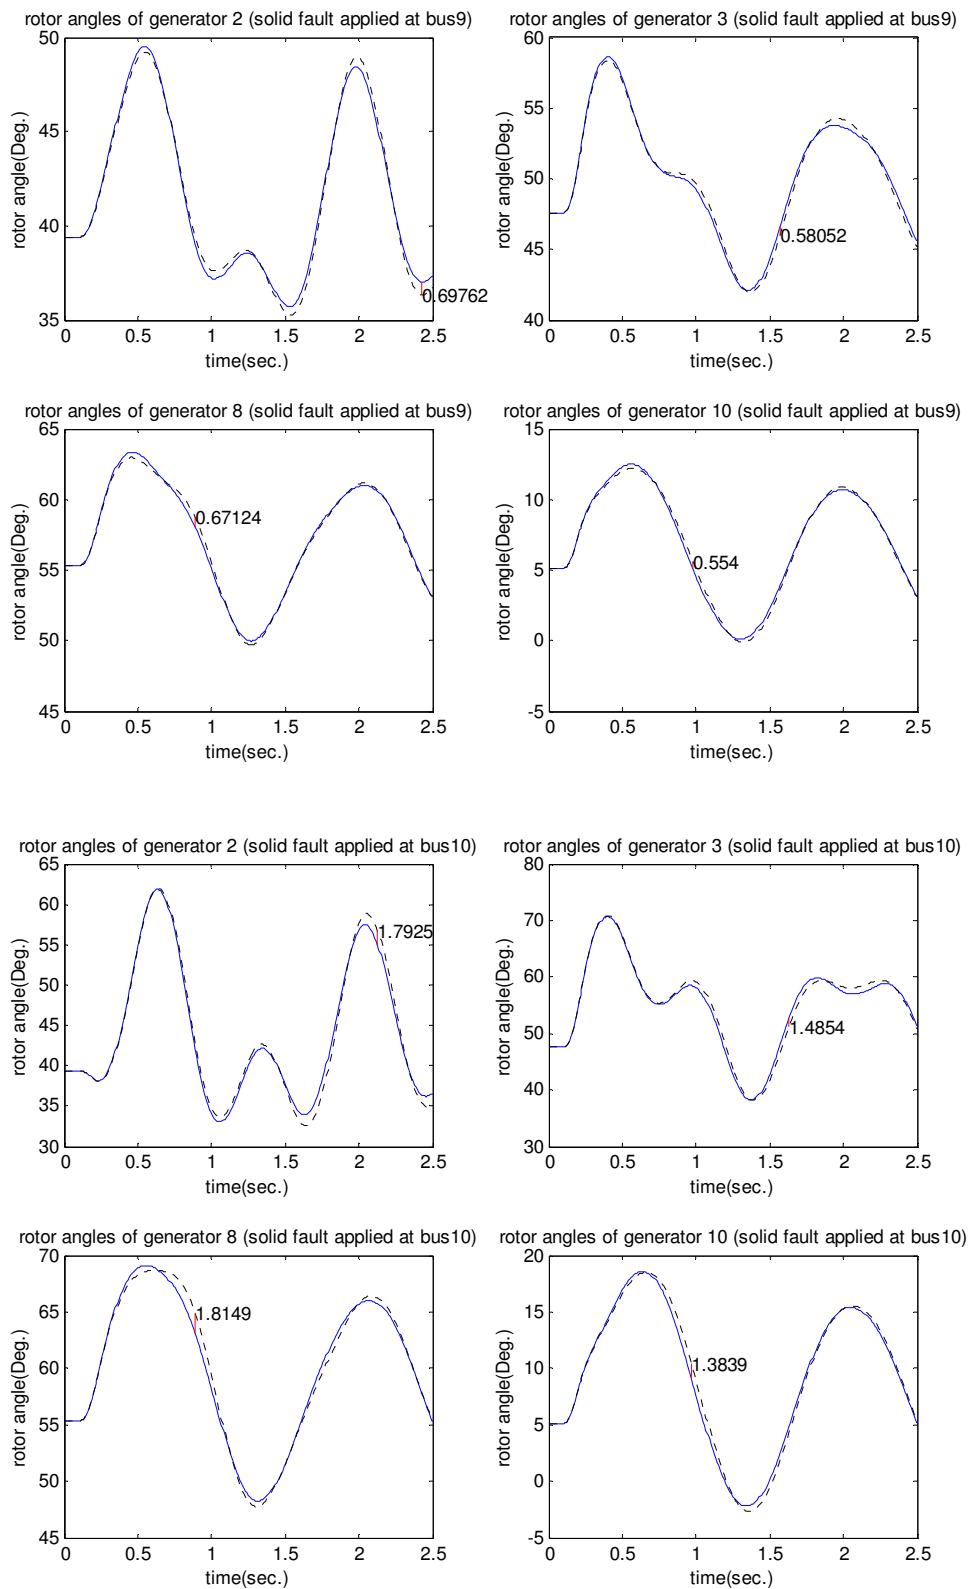 rotor angles of generator 2 (solid fault applied at bus9)
50
45
40
35
rotor angle(Deg.)
0.69762
0 0.5 1 1.5 2 2.5
time(sec.)
rotor angles of generator 3 (solid fault applied at bus9)
60
55
50
45
40
rotor angle(Deg.)
0.58052
0 0.5 1 1.5 2 2.5
time(sec.)
rotor angles of generator 8 (solid fault applied at bus9)
65
60
55
50
45
rotor angle(Deg.)
0.67124
0 0.5 1 1.5 2 2.5
time(sec.)
rotor angles of generator 10 (solid fault applied at bus9)
15
10
5
0
-5
rotor angle(Deg.)
0.554
0 0.5 1 1.5 2 2.5
time(sec.)
rotor angles of generator 2 (solid fault applied at bus10)
65
60
55
50
45
40
35
30
rotor angle(Deg.)
1.7925
0 0.5 1 1.5 2 2.5
time(sec.)
rotor angles of generator 3 (solid fault applied at bus10)
80
70
60
50
40
30
rotor angle(Deg.)
1.4854
0 0.5 1 1.5 2 2.5
time(sec.)
rotor angles of generator 8 (solid fault applied at bus10)
70
65
60
55
50
45
rotor angle(Deg.)
1.8149
0 0.5 1 1.5 2 2.5
time(sec.)
rotor angles of generator 10 (solid fault applied at bus10)
20
15
10
5
0
-5
rotor angle(Deg.)
1.3839
0 0.5 1 1.5 2 2.5
time(sec.)